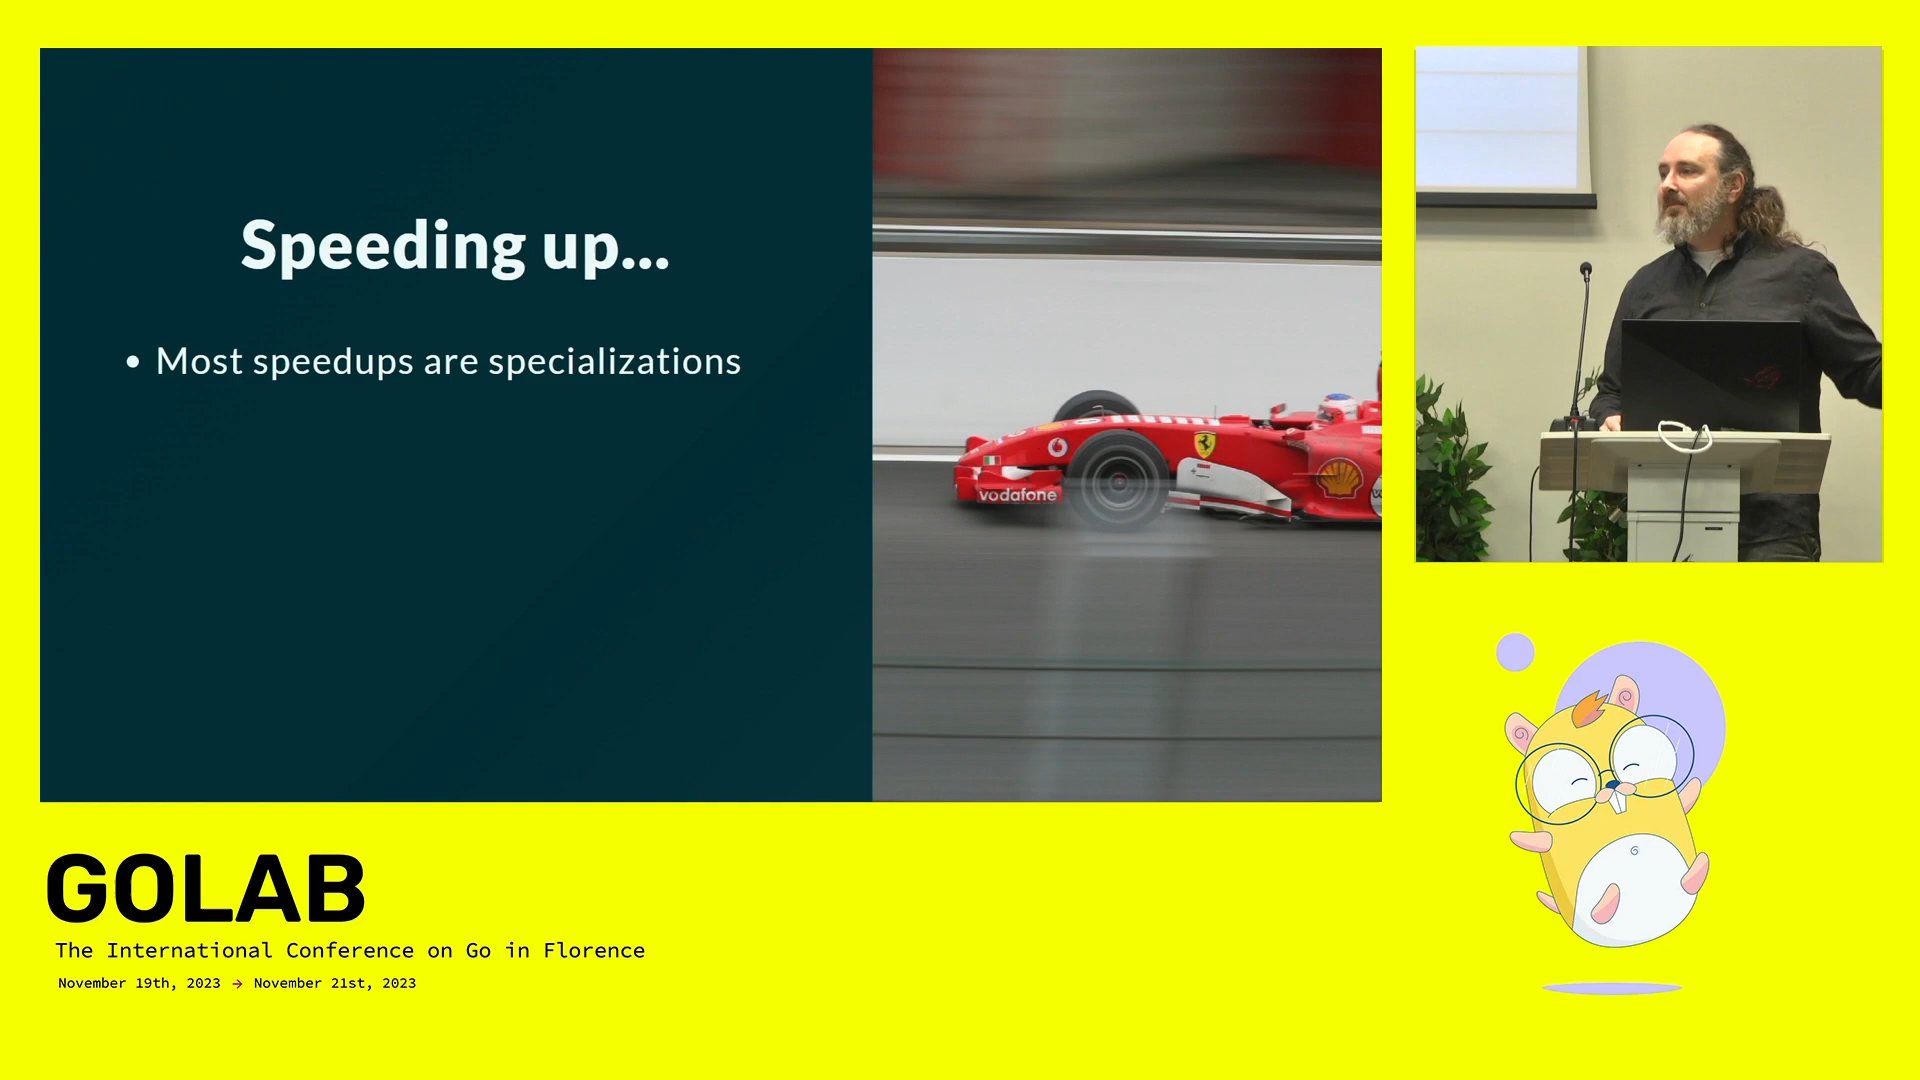 Speeding up...
• Most speedups are specializations
vodafone
GOLAB
The International Conference on Go in Florence
November 19th, 2023 → November 21st, 2023